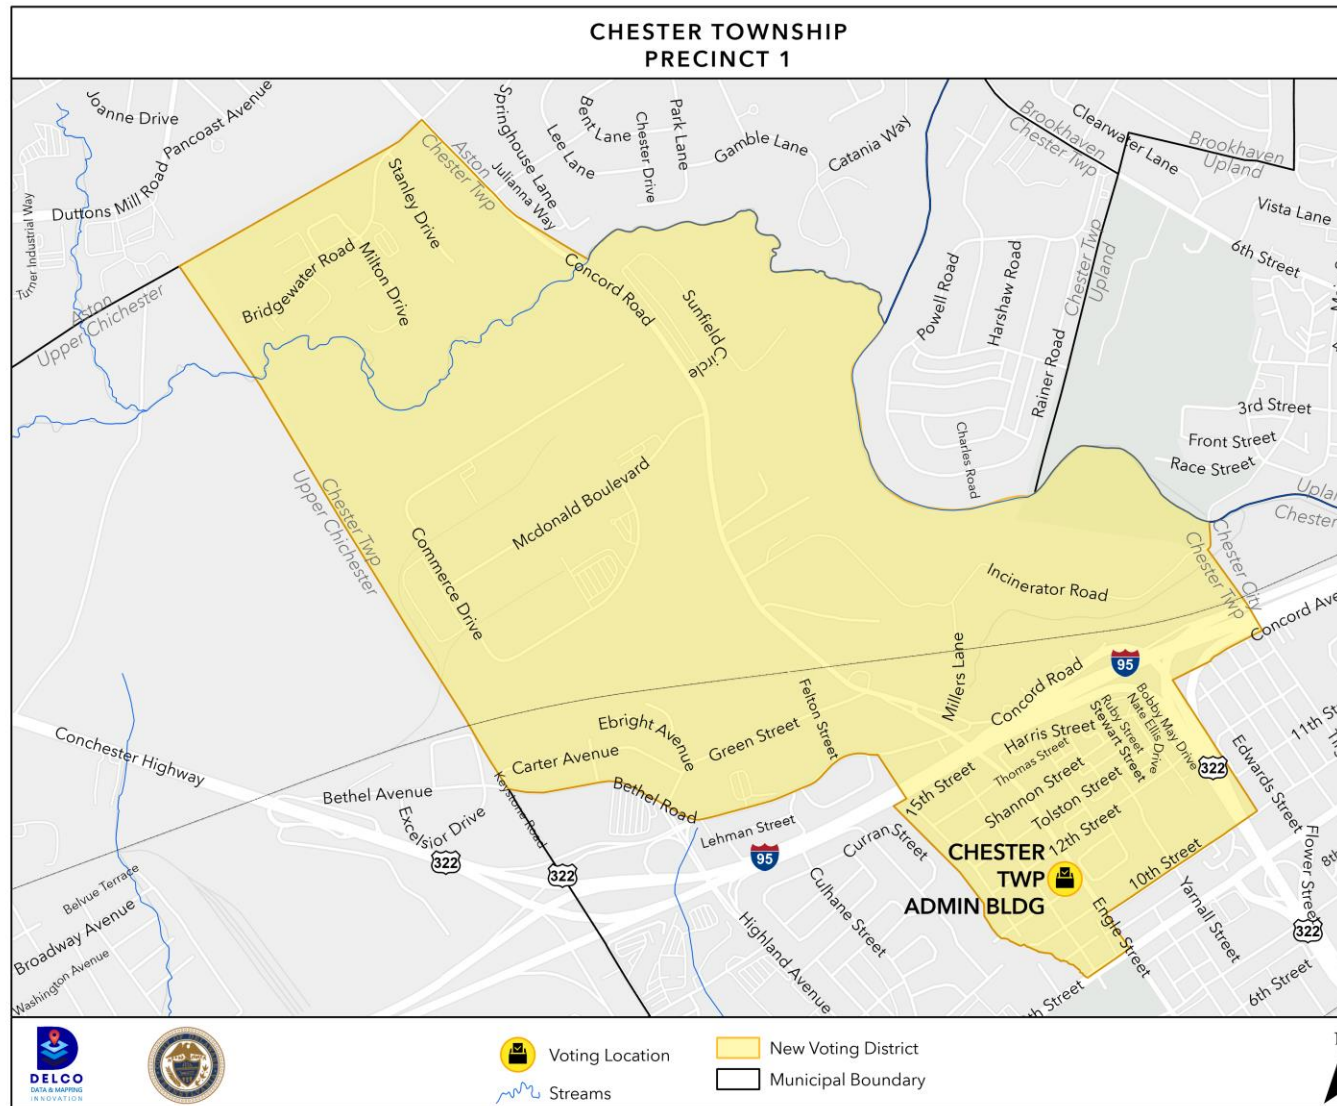 CHESTER TOWNSHIP
PRECINCT 1
Joanne Drive
Pancoast Avenue
Duttons Mill Road
Turner Industrial Way
Aston
Upper Chichester
Aston
Chester Twp
Springhouse Lane
Bent Lane
Lee Lane
Julianna Way
Chester Drive
Park Lane
Gamble Lane
Catania Way
Brookhaven
Chester Twp
Clearwater Lane
Brookhaven
Upland
Vista Lane
6th Street
Chester Twp
Upland
Stanley Drive
Bridgewater Road
Milton Drive
Concord Road
Sunfield Circle
Powell Road
Harshaw Road
Rainer Road
Charles Road
3rd Street
Front Street
Race Street
Chester Twp
Upper Chichester
Commerce Drive
Mcdonald Boulevard
Incinerator Road
Chester City
Chester Twp
Chester
Millers Lane
Concord Road
95
Felton Street
Ebright Avenue
Green Street
Carter Avenue
Bethel Road
Harris Street
Thomas Street
Ruby Street
Stewart Street
Nate Ellis Drive
Bobby May Drive
15th Street
Shannon Street
Tolston Street
12th Street
10th Street
322
Edwards Street
Flower Street
Conchester Highway
Bethel Avenue
Excelsior Drive
Keystone Road
322
322
Lehman Street
95
Curran Street
Culhane Street
Highland Avenue
CHESTER
TWP
ADMIN BLDG
Engle Street
Yarnall Street
322
6th Street
Belvue Terrace
Broadway Avenue
Washington Avenue
DELCO
DATA & MAPPING
INNOVATION
Voting Location
Streams
New Voting District
Municipal Boundary